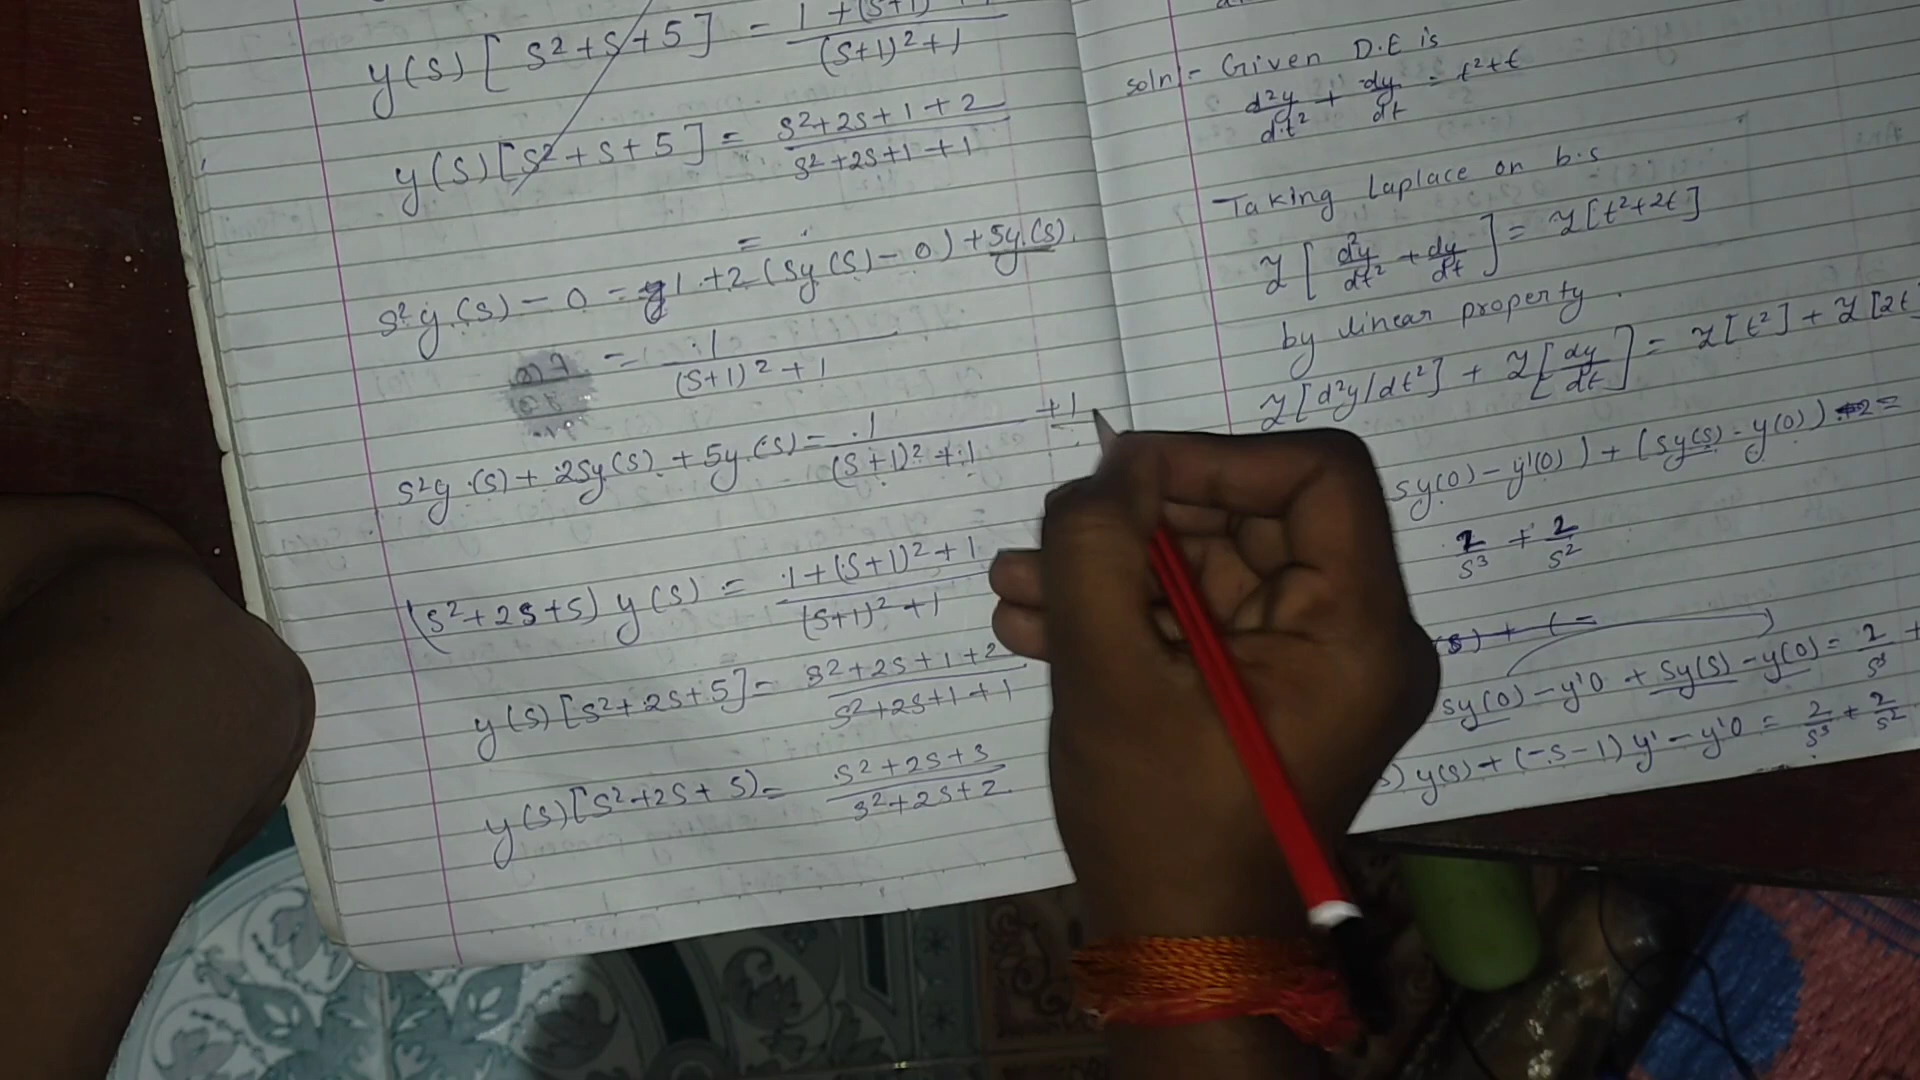 y(s) [s²+s+5] = 1+(s+1)
(s+1)²+1
y(s)[s²+s+5] = s²+2s+1+2
s²+2s+1+1
=
s²y(s) - 0 = 1 + 2(sy(s) - 0) + 5y(s).
= 1
(s+1)²+1
s²y(s) + 2sy(s) + 5y(s) = 1 +1
(s+1)²+1
(s²+2s+5) y(s) = 1+(s+1)²+1
(s+1)²+1
y(s)[s²+2s+5] = s²+2s+1+2
s²+2s+1+1
y(s)[s²+2s+5) = s²+2s+3
s²+2s+2
soln:- Given D.E is
d²y/dt² + dy/dt = t²+t
Taking Laplace on b.s
L[d²y/dt² + dy/dt] = L[t²+2t]
by linear property.
L[d²y/dt²] + L[dy/dt] = L[t²] + L[2t]
sy(0) - y'(0)) + (sy(s) - y(0)) =
2/s³ + 2/s²
(s) + ( =
sy(0) - y'0 + sy(s) - y(0) = 2/s³ +
s) y(s) + (-s-1) y' - y'0 = 2/s³ + 2/s²